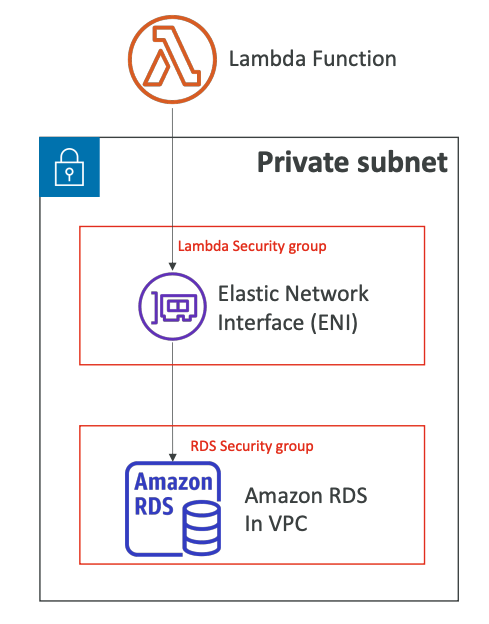 Lambda Function
Private subnet
Lambda Security group
Elastic Network
Interface (ENI)
RDS Security group
Amazon
RDS
Amazon RDS
In VPC